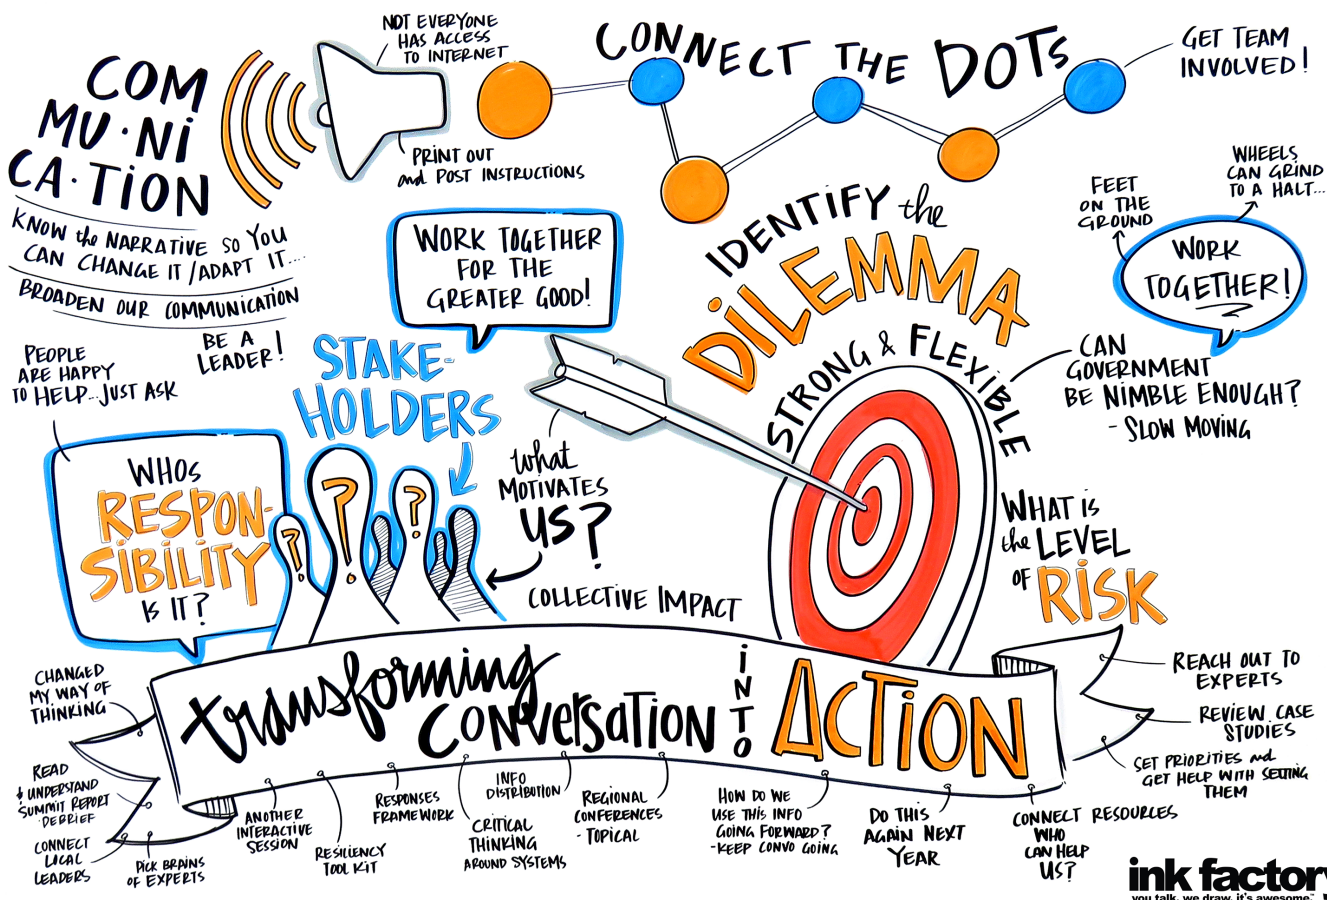 COM
MU·NI
CA·TION
KNOW the NARRATIVE SO YOU
CAN CHANGE IT/ADAPT IT....
BROADEN OUR COMMUNICATION
BE A
LEADER!
NOT EVERYONE
HAS ACCESS
TO INTERNET
PRINT OUT
and POST INSTRUCTIONS
CONNECT THE DOTS
GET TEAM
INVOLVED!
WORK TOGETHER
FOR THE
GREATER GOOD!
IDENTIFY the
DILEMMA
STRONG & FLEXIBLE
FEET
ON THE
GROUND
WHEELS
CAN GRIND
TO A HALT...
WORK
TOGETHER!
CAN
GOVERNMENT
BE NIMBLE ENOUGH?
- SLOW MOVING
PEOPLE
ARE HAPPY
TO HELP...JUST ASK
WHOS
RESPON-
SIBILITY
IS IT?
STAKE-
HOLDERS
?
?
?
what
MOTIVATES
US?
COLLECTIVE IMPACT
WHAT IS
the LEVEL
OF RISK
transforming
CONVERSATION
INTO
ACTION
CHANGED
MY WAY OF
THINKING
READ
& UNDERSTAND
SUMMIT REPORT
DEBRIEF
CONNECT
LOCAL
LEADERS
PICK BRAINS
OF EXPERTS
ANOTHER
INTERACTIVE
SESSION
RESILIENCY
TOOL KIT
RESPONSES
FRAMEWORK
CRITICAL
THINKING
AROUND SYSTEMS
INFO
DISTRIBUTION
REGIONAL
CONFERENCES
- TOPICAL
HOW DO WE
USE THIS INFO
GOING FORWARD?
-KEEP CONVO GOING
DO THIS
AGAIN NEXT
YEAR
CONNECT RESOURCES
WHO
CAN HELP
US?
REACH OUT TO
EXPERTS
REVIEW CASE
STUDIES
SET PRIORITIES and
GET HELP WITH SETTING
THEM
ink factory
you talk. we draw. it's awesome.™